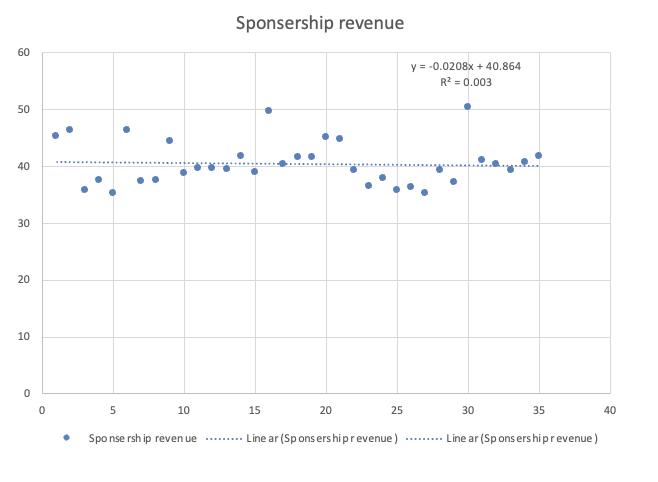 Sponsership revenue
60
y = -0.0208x + 40.864
R² = 0.003
50
40
30
20
10
0
0 5 10 15 20 25 30 35 40
Sponsership revenue Linear (Sponsership revenue) Linear (Sponsership revenue)